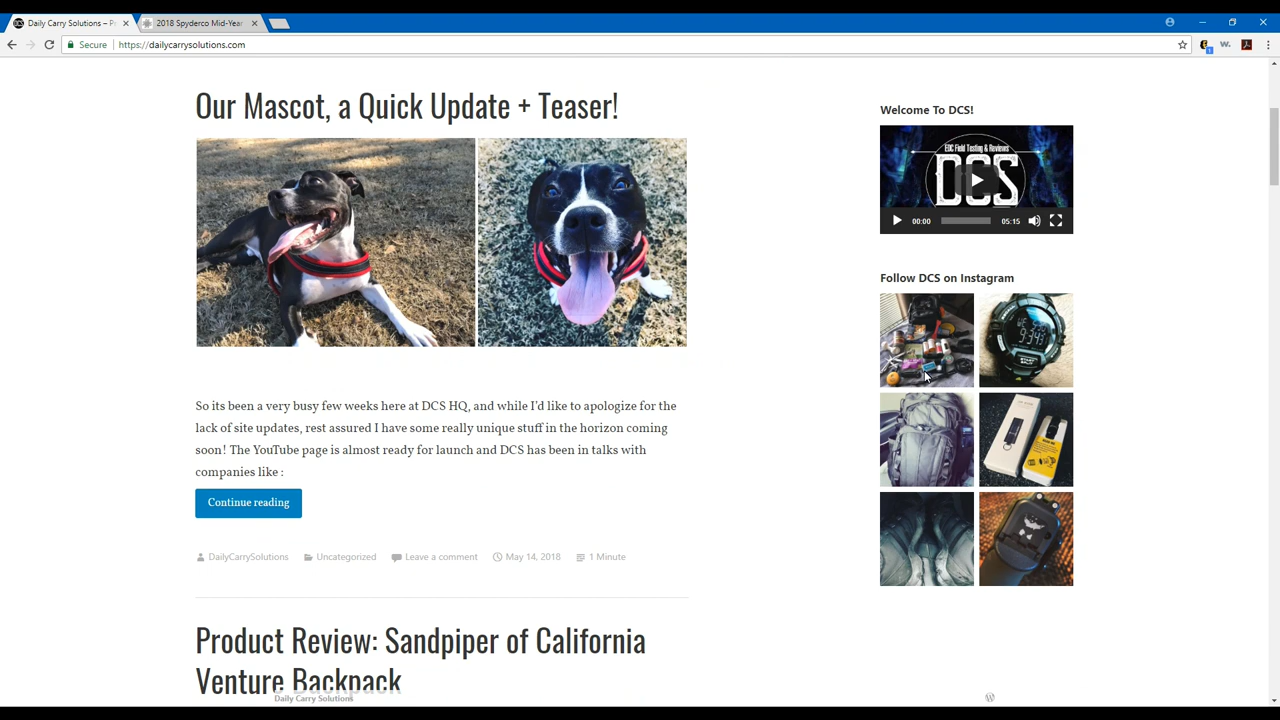 Daily Carry Solutions – P
2018 Spyderco Mid-Year
Secure
https://dailycarrysolutions.com
Our Mascot, a Quick Update + Teaser!
So its been a very busy few weeks here at DCS HQ, and while I'd like to apologize for the
lack of site updates, rest assured I have some really unique stuff in the horizon coming
soon! The YouTube page is almost ready for launch and DCS has been in talks with
companies like :
Continue reading
DailyCarrySolutions
Uncategorized
Leave a comment
May 14, 2018
1 Minute
Product Review: Sandpiper of California
Venture Backpack
Daily Carry Solutions
Welcome To DCS!
EDC Field Testing & Reviews
DCS
00:00
05:15
Follow DCS on Instagram